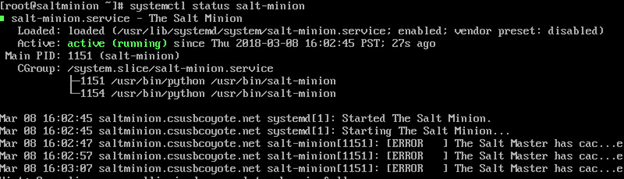 [root@saltminion ~]# systemctl status salt-minion
● salt-minion.service - The Salt Minion
Loaded: loaded (/usr/lib/systemd/system/salt-minion.service; enabled; vendor preset: disabled)
Active: active (running) since Thu 2018-03-08 16:02:45 PST; 27s ago
Main PID: 1151 (salt-minion)
CGroup: /system.slice/salt-minion.service
├─1151 /usr/bin/python /usr/bin/salt-minion
└─1154 /usr/bin/python /usr/bin/salt-minion
Mar 08 16:02:45 saltminion.csusbcoyote.net systemd[1]: Started The Salt Minion.
Mar 08 16:02:45 saltminion.csusbcoyote.net systemd[1]: Starting The Salt Minion...
Mar 08 16:02:47 saltminion.csusbcoyote.net salt-minion[1151]: [ERROR   ] The Salt Master has cac...e
Mar 08 16:02:57 saltminion.csusbcoyote.net salt-minion[1151]: [ERROR   ] The Salt Master has cac...e
Mar 08 16:03:07 saltminion.csusbcoyote.net salt-minion[1151]: [ERROR   ] The Salt Master has cac...e